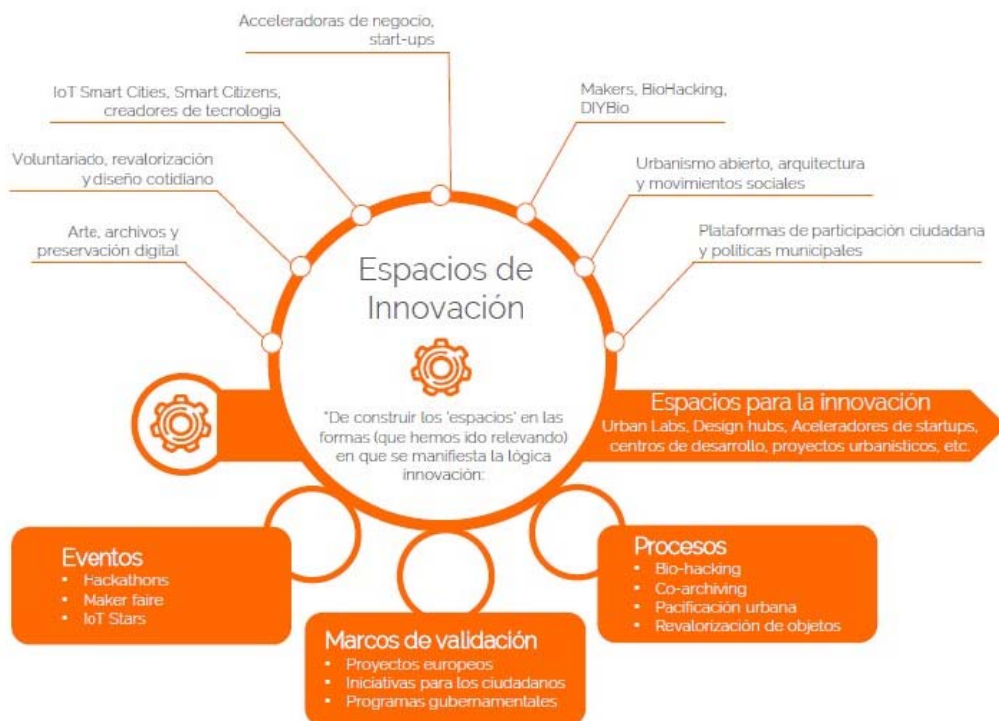 Acceleradoras de negocio,
start-ups
IoT Smart Cities, Smart Citizens,
creadores de tecnologia
Makers, BioHacking,
DIYBio
Voluntariado, revalorización
y diseño cotidiano
Urbanismo abierto, arquitectura
y movimientos sociales
Arte, archivos y
preservación digital
Plataformas de participación ciudadana
y políticas municipales
Espacios de
Innovación
"De construir los 'espacios' en las
formas (que hemos ido relevando)
en que se manifiesta la lógica
innovación:
Espacios para la innovación
Urban Labs, Design hubs, Aceleradores de startups,
centros de desarrollo, proyectos urbanísticos, etc.
Eventos
• Hackathons
• Maker faire
• IoT Stars
Marcos de validación
• Proyectos europeos
• Iniciativas para los ciudadanos
• Programas gubernamentales
Procesos
• Bio-hacking
• Co-archiving
• Pacificación urbana
• Revalorización de objetos